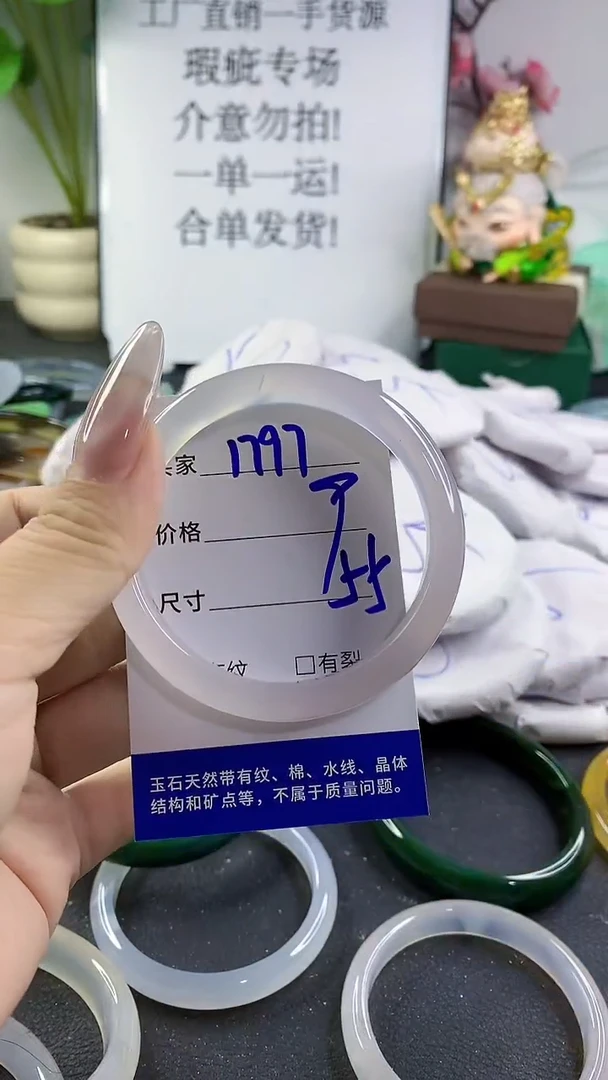 工厂直销一手货源
瑕疵专场
介意勿拍!
一单一运!
合单发货!
家 1797
价格
尺寸 55
纹 □有裂
玉石天然带有纹、棉、水线、晶体
结构和矿点等，不属于质量问题。